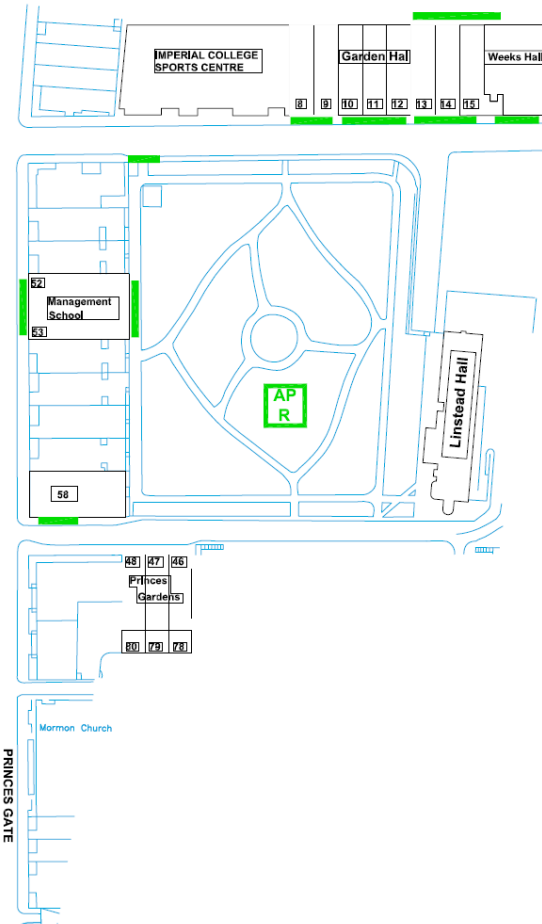 IMPERIAL COLLEGE
SPORTS CENTRE
Garden Hal
Weeks Hall
8
9
10
11
12
13
14
15
52
Management
School
53
AP
R
Linstead Hall
58
48
47
46
Princes
Gardens
80
79
78
Mormon Church
PRINCES GATE